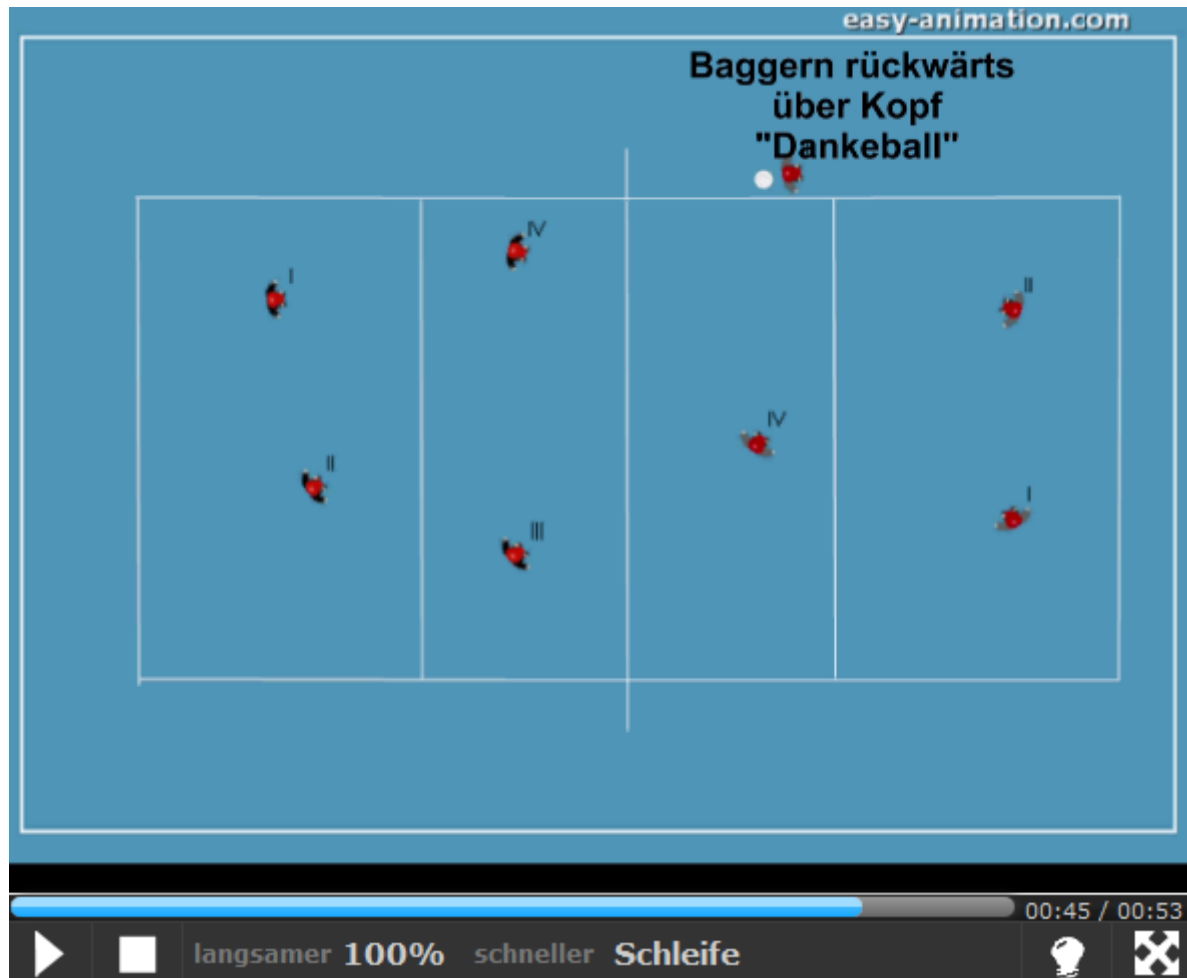 easy-animation.com
Baggern rückwärts
über Kopf
"Dankeball"
IV
I
II
IV
II
III
I
00:45 / 00:53
langsamer 100% schneller Schleife